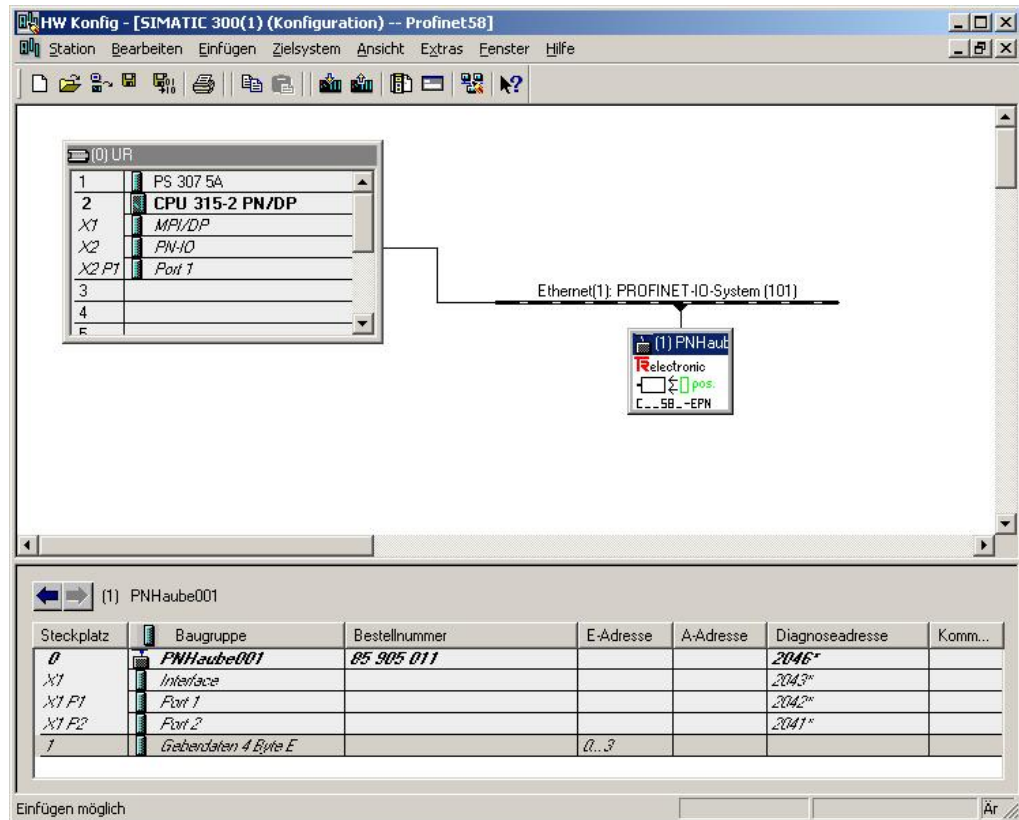 HW Konfig - [SIMATIC 300(1) (Konfiguration) -- Profinet58]
Station Bearbeiten Einfügen Zielsystem Ansicht Extras Fenster Hilfe
(0) UR
1 PS 307 5A
2 CPU 315-2 PN/DP
X1 MPI/DP
X2 PN-IO
X2 P1 Port 1
3
4
5
Ethernet(1): PROFINET-IO-System (101)
(1) PNHaub
TRelectronic
pos.
C__58_-EPN
(1) PNHaube001
Steckplatz Baugruppe Bestellnummer E-Adresse A-Adresse Diagnoseadresse Komm...
0 PNHaube001 85 905 011 2046*
X1 Interface 2043*
X1 P1 Port 1 2042*
X1 P2 Port 2 2041*
1 Geberdaten 4 Byte E 0...3
Einfügen möglich Är